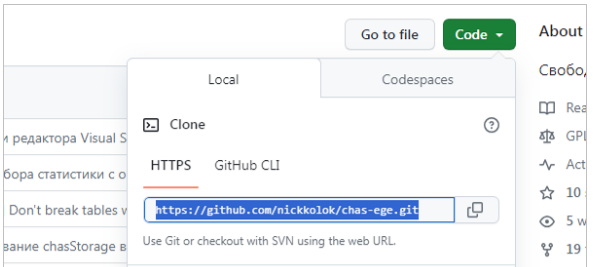 Go to file
Code
About
Local
Codespaces
Clone
HTTPS
GitHub CLI
https://github.com/nickkolok/chas-ege.git
Use Git or checkout with SVN using the web URL.
и редактора Visual S
бора статистики с о
Don't break tables
вание chasStorage в
Свобо
Rea
GPL
Act
10
5 w
19